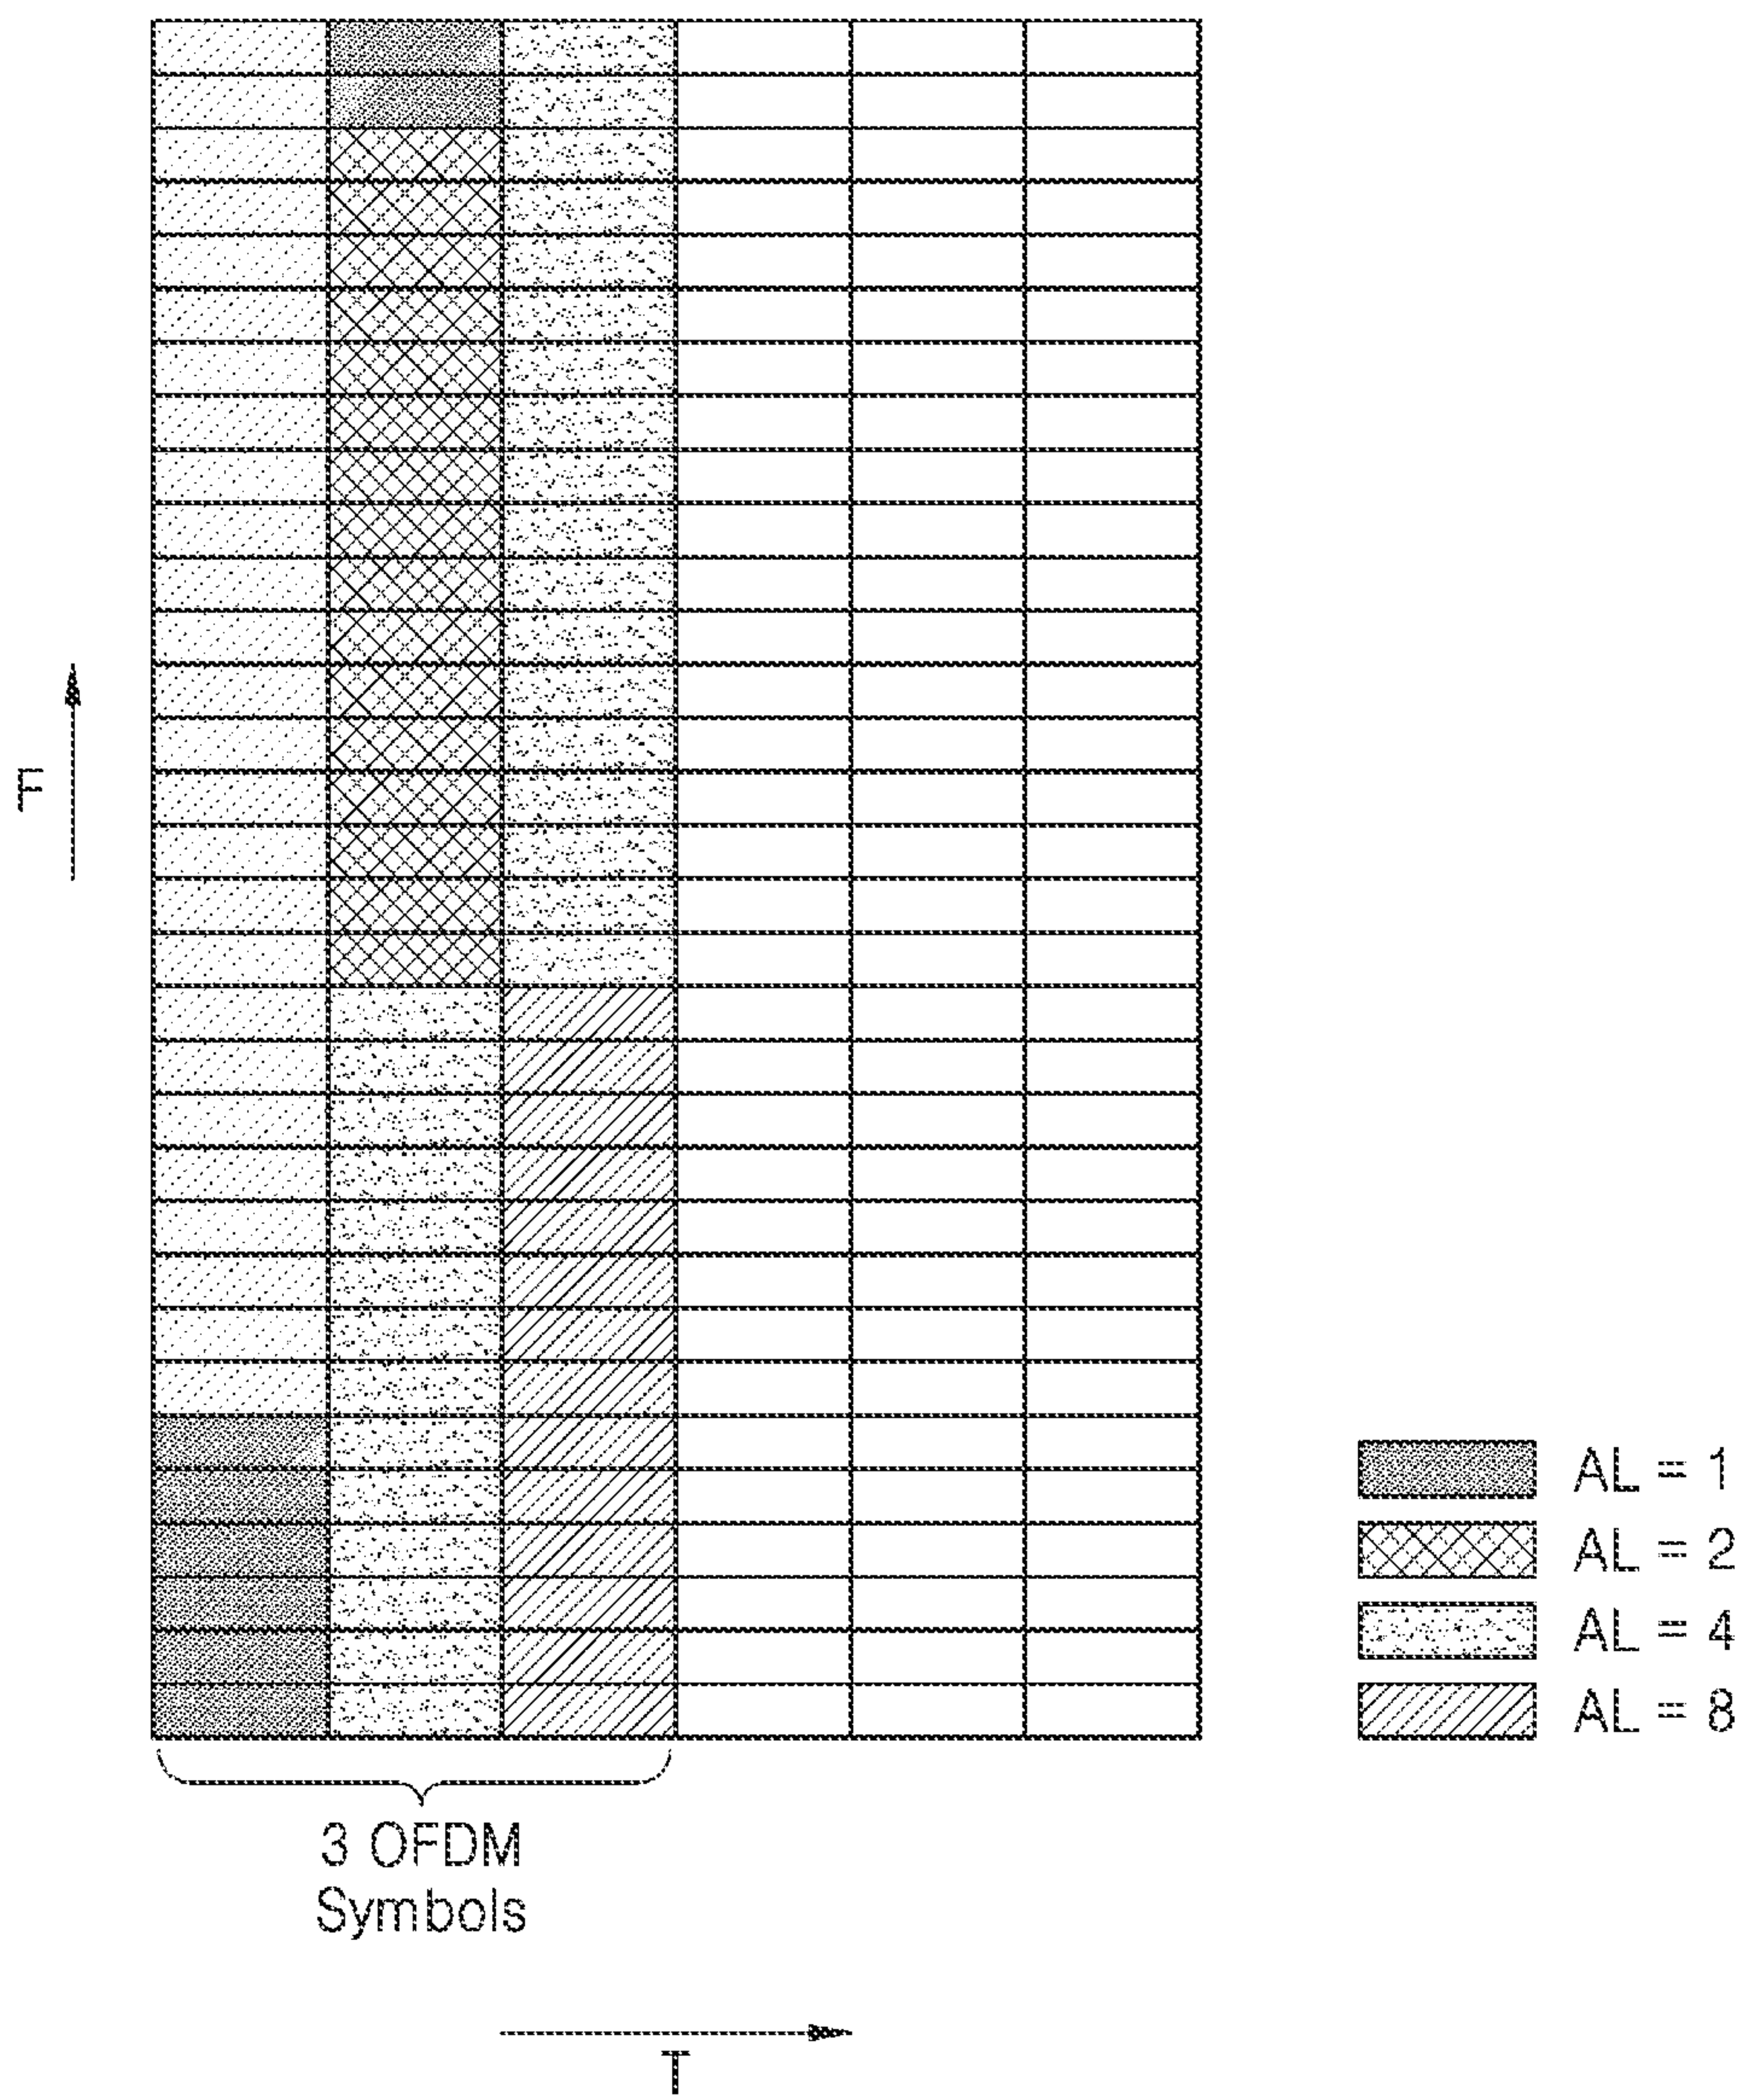 F
AL = 1
AL = 2
AL = 4
AL = 8
3 OFDM
Symbols
T